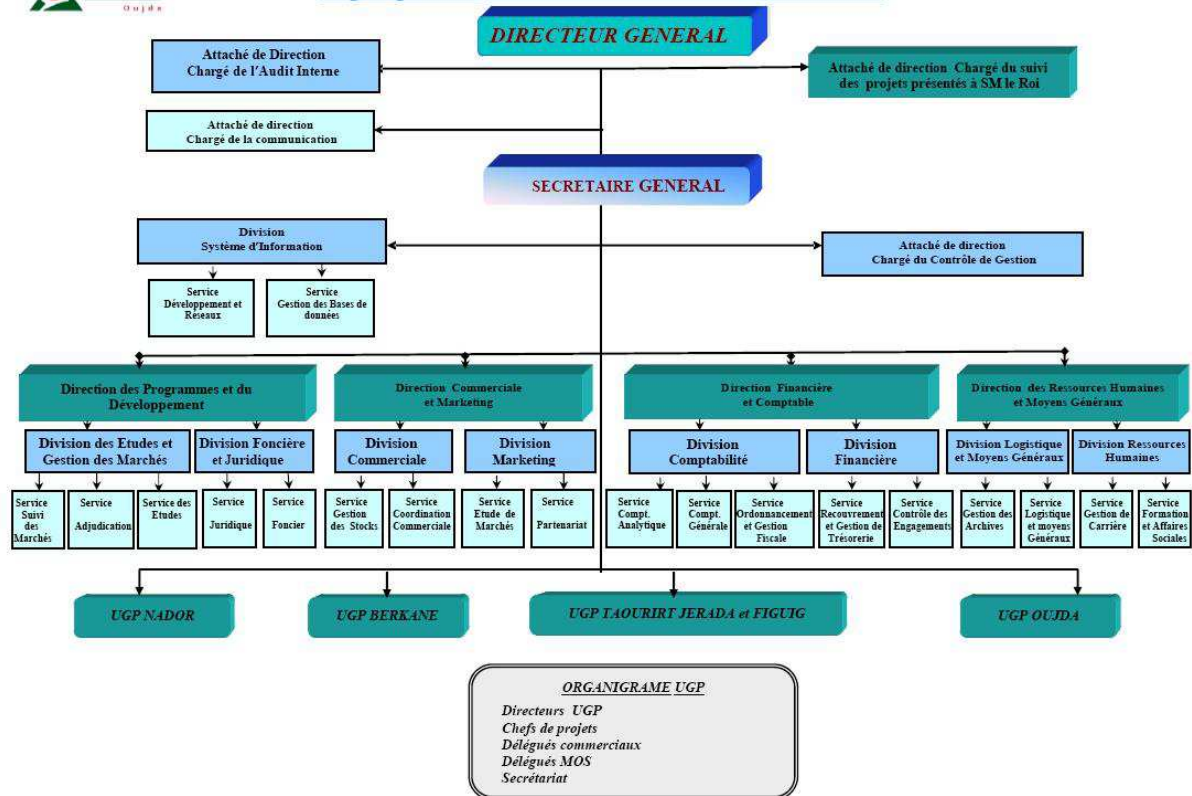 Oujda
DIRECTEUR GENERAL
Attaché de Direction
Chargé de l'Audit Interne
Attaché de direction Chargé du suivi
des projets présentés à SM le Roi
Attaché de direction
Chargé de la communication
SECRETAIRE GENERAL
Division
Système d'Information
Attaché de direction
Chargé du Contrôle de Gestion
Service
Développement et
Réseaux
Service
Gestion des Bases de
données
Direction des Programmes et du
Développement
Direction Commerciale
et Marketing
Direction Financière
et Comptable
Direction des Ressources Humaines
et Moyens Généraux
Division des Etudes et
Gestion des Marchés
Division Foncière
et Juridique
Division
Commerciale
Division
Marketing
Division
Comptabilité
Division
Financière
Division Logistique
et Moyens Généraux
Division Ressources
Humaines
Service
Suivi
des
Marchés
Service
Adjudication
Service des
Etudes
Service
Juridique
Service
Foncier
Service
Gestion
des Stocks
Service
Coordination
Commerciale
Service
Etude de
Marchés
Service
Partenariat
Service
Compt.
Analytique
Service
Compt.
Générale
Service
Ordonnancement
et Gestion
Fiscale
Service
Recouvrement
et Gestion de
Trésorerie
Service
Contrôle des
Engagements
Service
Gestion des
Archives
Service
Logistique
et moyens
Généraux
Service
Gestion de
Carrière
Service
Formation
et Affaires
Sociales
UGP NADOR
UGP BERKANE
UGP TAOURIRT JERADA et FIGUIG
UGP OUJDA
ORGANIGRAME UGP
Directeurs UGP
Chefs de projets
Délégués commerciaux
Délégués MOS
Secrétariat